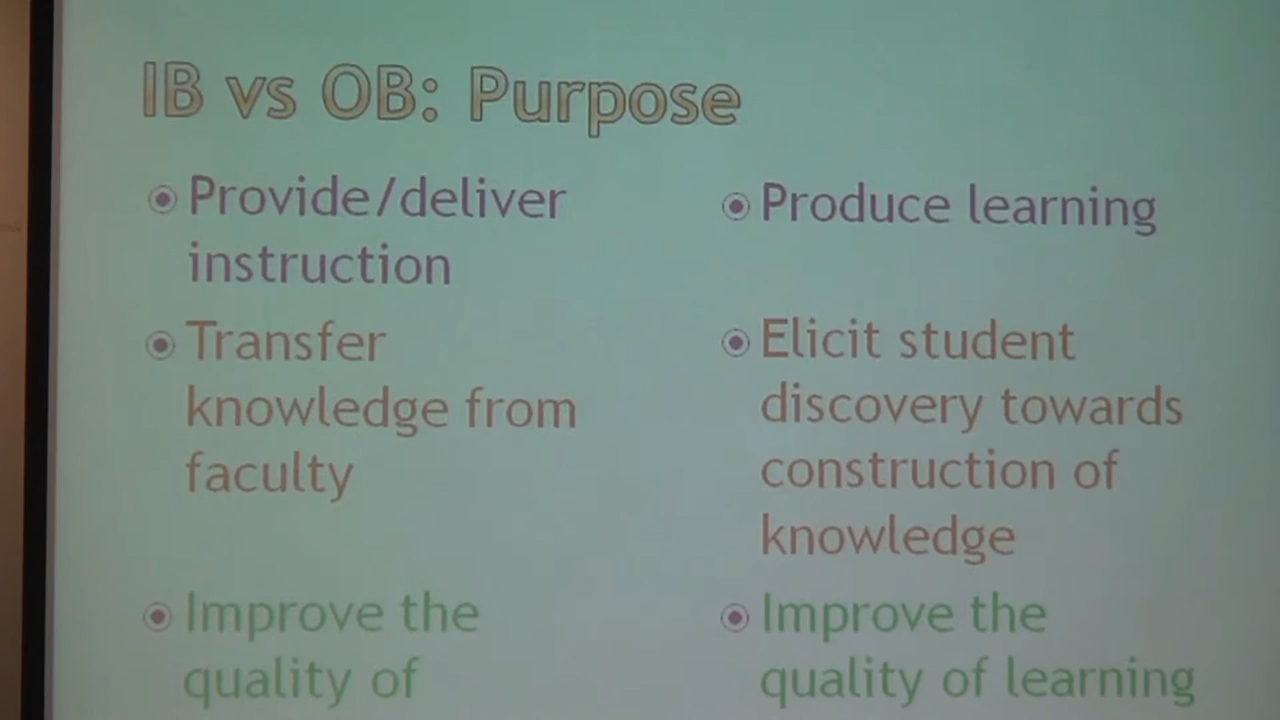 IB vs OB: Purpose
Provide/deliver
instruction
Transfer
knowledge from
faculty
Improve the
quality of
Produce learning
Elicit student
discovery towards
construction of
knowledge
Improve the
quality of learning